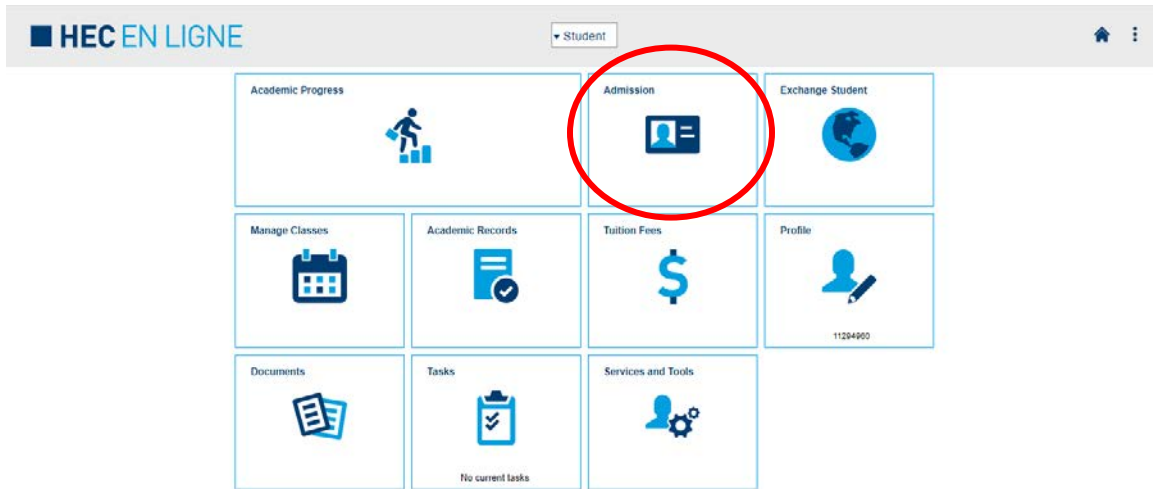 HEC EN LIGNE
Student
Academic Progress
Admission
Exchange Student
Manage Classes
Academic Records
Tuition Fees
$
Profile
11294960
Documents
Tasks
No current tasks
Services and Tools